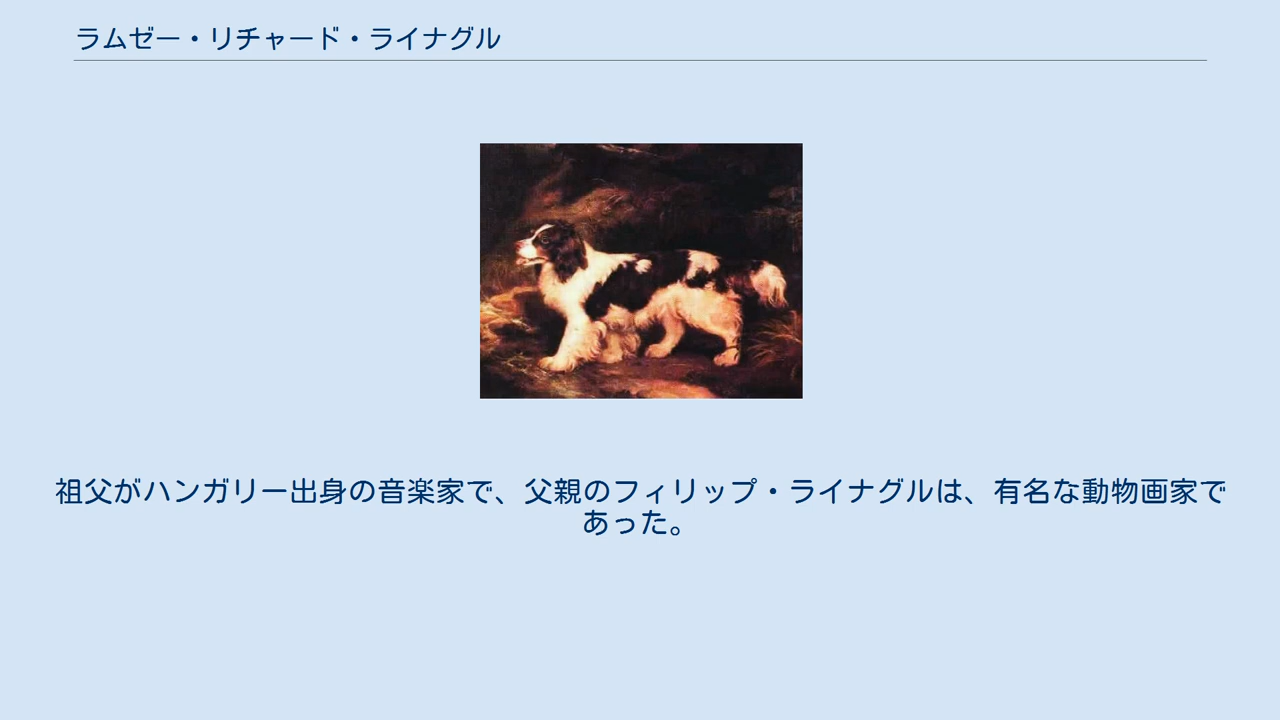 ラムゼー・リチャード・ライナグル
祖父がハンガリー出身の音楽家で、父親のフィリップ・ライナグルは、有名な動物画家で
あった。